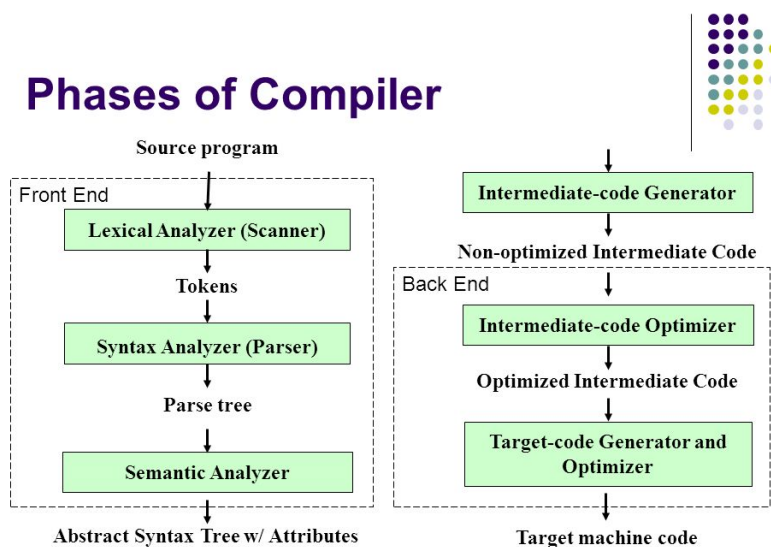 Phases of Compiler
Source program
Front End
Lexical Analyzer (Scanner)
Tokens
Syntax Analyzer (Parser)
Parse tree
Semantic Analyzer
Abstract Syntax Tree w/ Attributes
Intermediate-code Generator
Non-optimized Intermediate Code
Back End
Intermediate-code Optimizer
Optimized Intermediate Code
Target-code Generator and
Optimizer
Target machine code